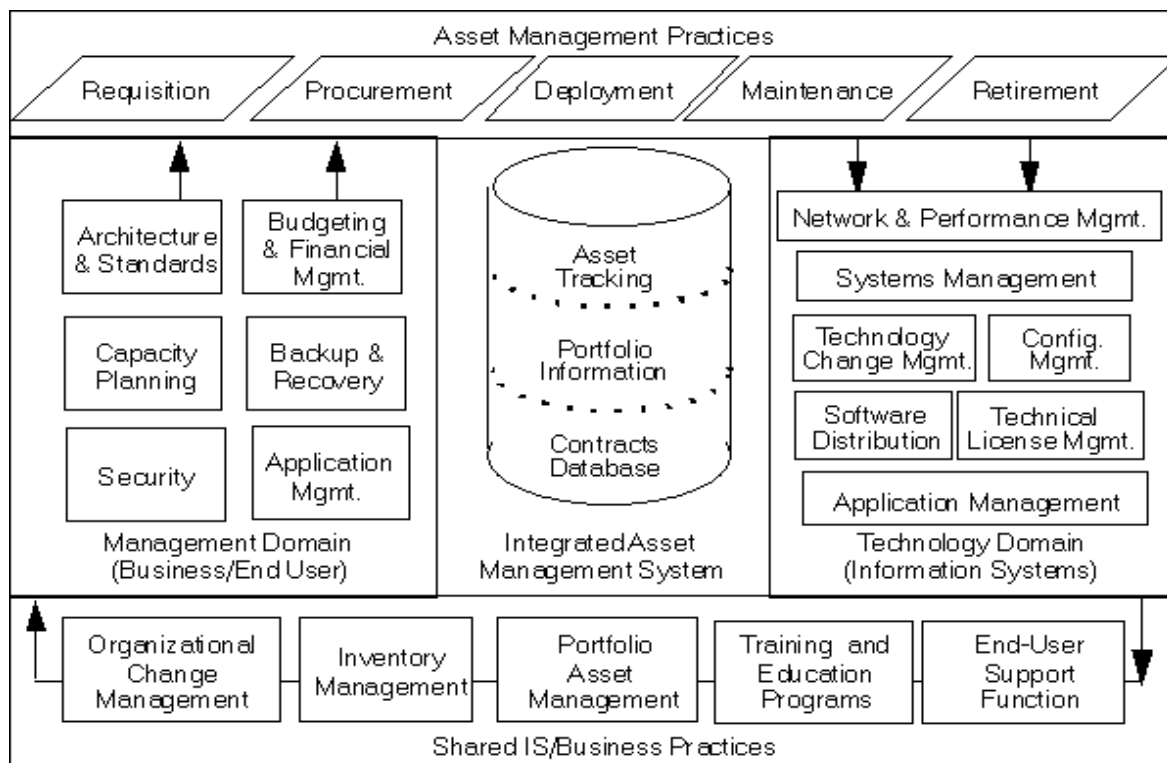 Asset Management Practices
Requisition
Procurement
Deployment
Maintenance
Retirement
Architecture
& Standards
Budgeting
& Financial
Mgmt.
Capacity
Planning
Backup &
Recovery
Security
Application
Mgmt.
Management Domain
(Business/End User)
Asset
Tracking
Portfolio
Information
Contracts
Database
Integrated Asset
Management System
Network & Performance Mgmt.
Systems Management
Technology
Change Mgmt.
Config.
Mgmt.
Software
Distribution
Technical
License Mgmt.
Application Management
Technology Domain
(Information Systems)
Organizational
Change
Management
Inventory
Management
Portfolio
Asset
Management
Training and
Education
Programs
End-User
Support
Function
Shared IS/Business Practices